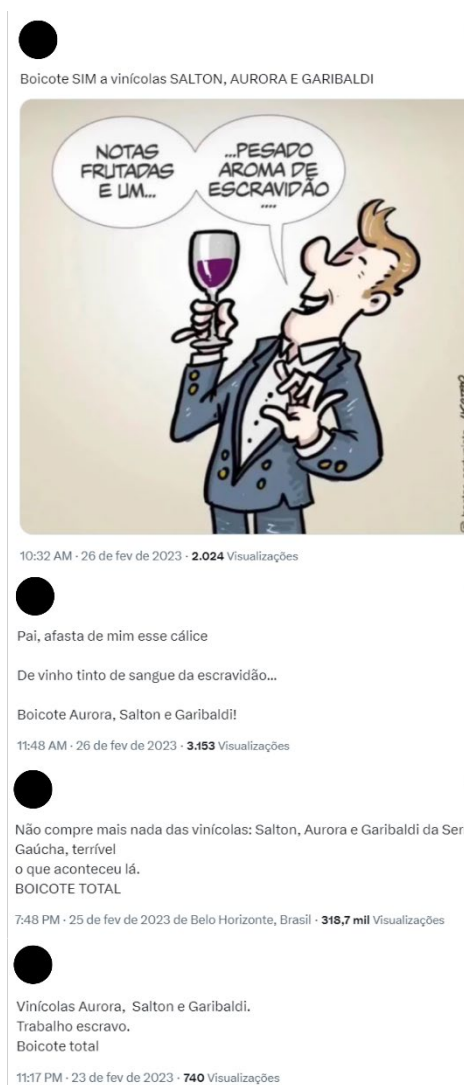 Boicote SIM a vinícolas SALTON, AURORA E GARIBALDI
NOTAS
FRUTADAS
E UM...
...PESADO
AROMA DE
ESCRAVIDÃO
....
10:32 AM · 26 de fev de 2023 · 2.024 Visualizações
Pai, afasta de mim esse cálice
De vinho tinto de sangue da escravidão...
Boicote Aurora, Salton e Garibaldi!
11:48 AM · 26 de fev de 2023 · 3.153 Visualizações
Não compre mais nada das vinícolas: Salton, Aurora e Garibaldi da Ser
Gaúcha, terrível
o que aconteceu lá.
BOICOTE TOTAL
7:48 PM · 25 de fev de 2023 de Belo Horizonte, Brasil · 318,7 mil Visualizações
Vinícolas Aurora, Salton e Garibaldi.
Trabalho escravo.
Boicote total
11:17 PM · 23 de fev de 2023 · 740 Visualizações